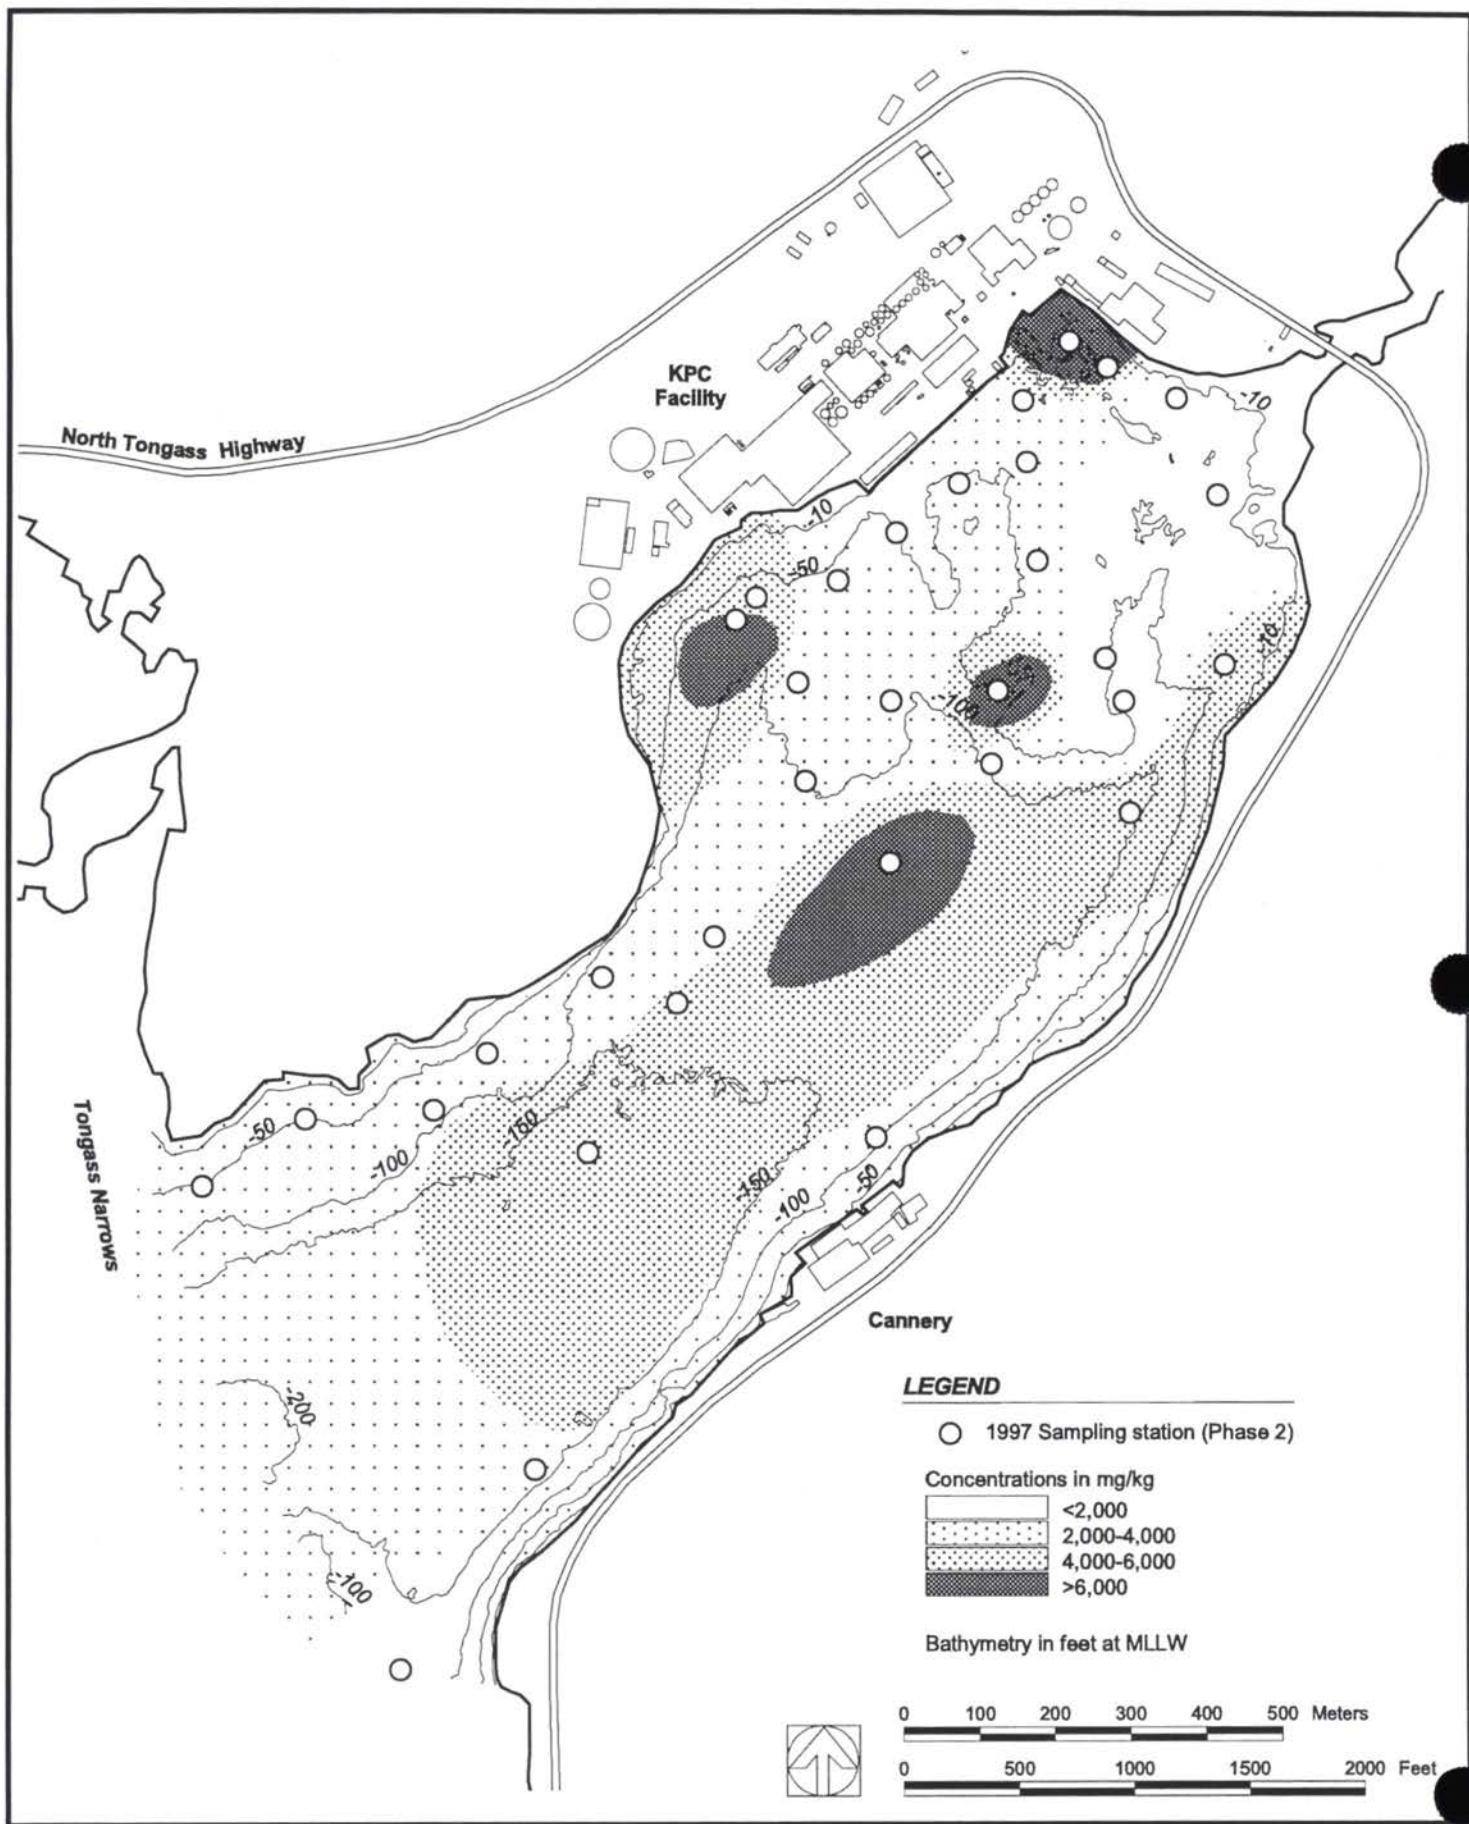 KPC
Facility
North Tongass Highway
-10
-10
-50
-10
-100
Tongass Narrows
-50
-100
-150
-150
-100
-50
Cannery
-200
-100
LEGEND
1997 Sampling station (Phase 2)
Concentrations in mg/kg
<2,000
2,000-4,000
4,000-6,000
>6,000
Bathymetry in feet at MLLW
0 100 200 300 400 500 Meters
0 500 1000 1500 2000 Feet